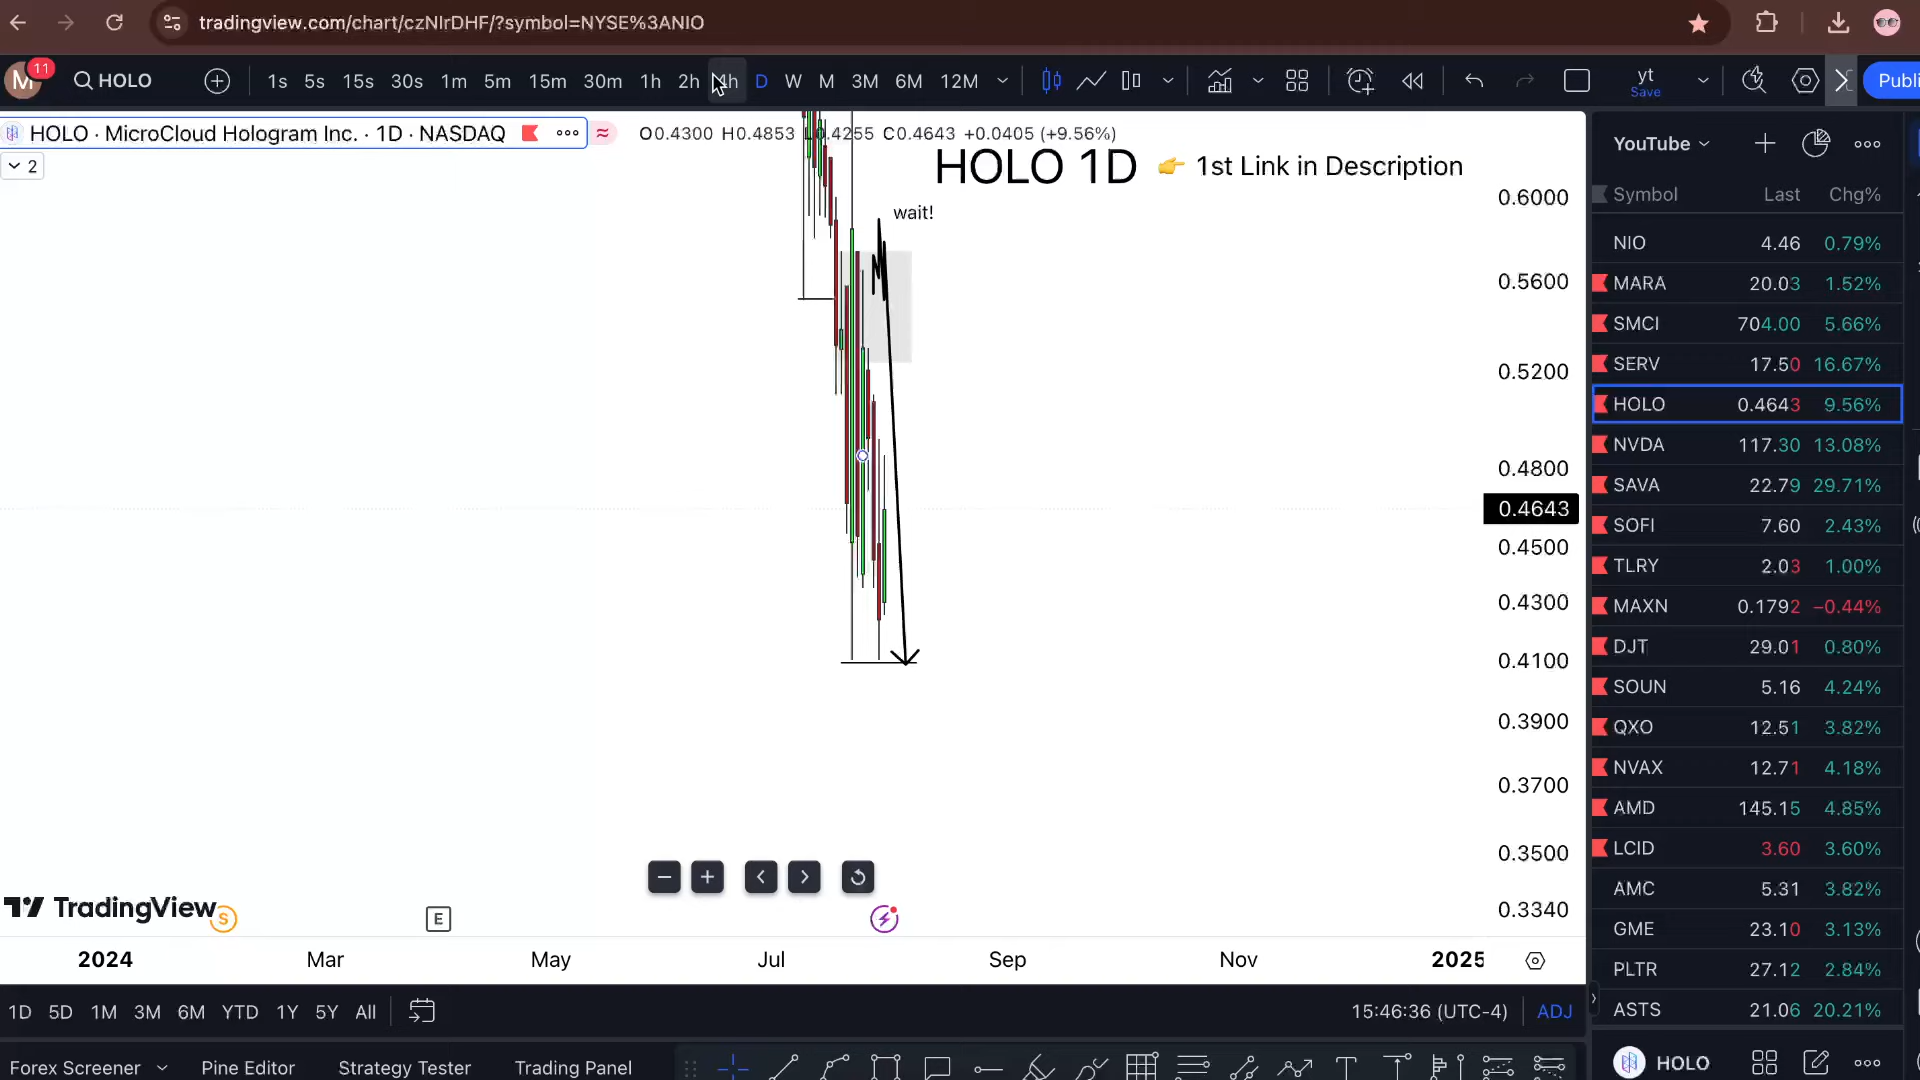 tradingview.com/chart/czNIrDHF/?symbol=NYSE%3ANIO
M 11 HOLO 1s 5s 15s 30s 1m 5m 15m 30m 1h 2h 4h D W M 3M 6M 12M yt Save Publi
HOLO · MicroCloud Hologram Inc. · 1D · NASDAQ O0.4300 H0.4853 L0.4255 C0.4643 +0.0405 (+9.56%)
2
HOLO 1D 👉 1st Link in Description
wait!
0.6000
0.5600
0.5200
0.4800
0.4643
0.4500
0.4300
0.4100
0.3900
0.3700
0.3500
0.3340
TradingView
S
E
2024 Mar May Jul Sep Nov 2025
1D 5D 1M 3M 6M YTD 1Y 5Y All 15:46:36 (UTC-4) ADJ
Forex Screener Pine Editor Strategy Tester Trading Panel
YouTube
Symbol Last Chg%
NIO 4.46 0.79%
MARA 20.03 1.52%
SMCI 704.00 5.66%
SERV 17.50 16.67%
HOLO 0.4643 9.56%
NVDA 117.30 13.08%
SAVA 22.79 29.71%
SOFI 7.60 2.43%
TLRY 2.03 1.00%
MAXN 0.1792 −0.44%
DJT 29.01 0.80%
SOUN 5.16 4.24%
QXO 12.51 3.82%
NVAX 12.71 4.18%
AMD 145.15 4.85%
LCID 3.60 3.60%
AMC 5.31 3.82%
GME 23.10 3.13%
PLTR 27.12 2.84%
ASTS 21.06 20.21%
HOLO